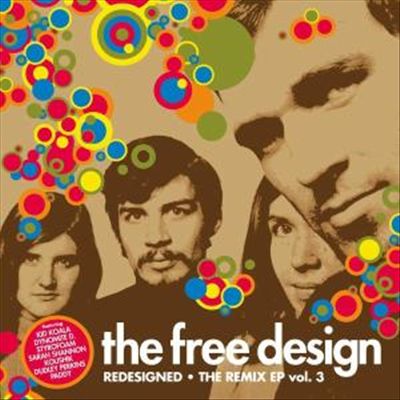 featuring
KID KOALA
DYNOMITE D.
STYROFOAM
SARAH SHANNON
KOUSHIK
DUDLEY PERKINS
PADDY
the free design
REDESIGNED • THE REMIX EP vol. 3